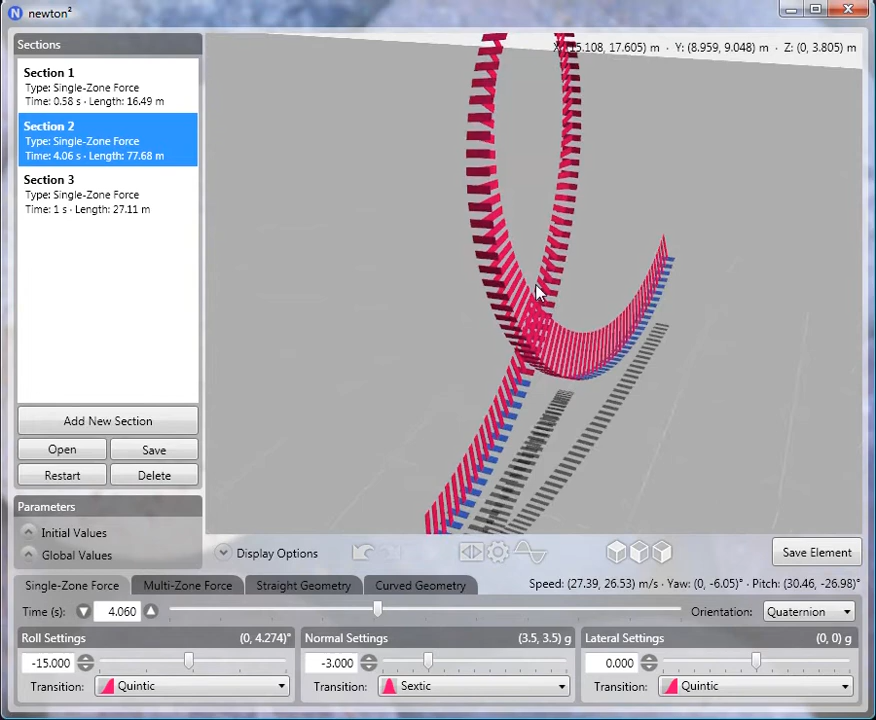 newton²
Sections
Section 1
Type: Single-Zone Force
Time: 0.58 s · Length: 16.49 m
Section 2
Type: Single-Zone Force
Time: 4.06 s · Length: 77.68 m
Section 3
Type: Single-Zone Force
Time: 1 s · Length: 27.11 m
Add New Section
Open Save
Restart Delete
Parameters
Initial Values
Global Values
17.605) m · Y: (8.959, 9.048) m · Z: (0, 3.805) m
Display Options
Save Element
Single-Zone Force Multi-Zone Force Straight Geometry Curved Geometry Speed: (27.39, 26.53) m/s · Yaw: (0, -6.05)° · Pitch: (30.46, -26.98)°
Time (s): 4.060 Orientation: Quaternion
Roll Settings (0, 4.274)° Normal Settings (3.5, 3.5) g Lateral Settings (0, 0) g
-15.000 -3.000 0.000
Transition: Quintic Transition: Sextic Transition: Quintic